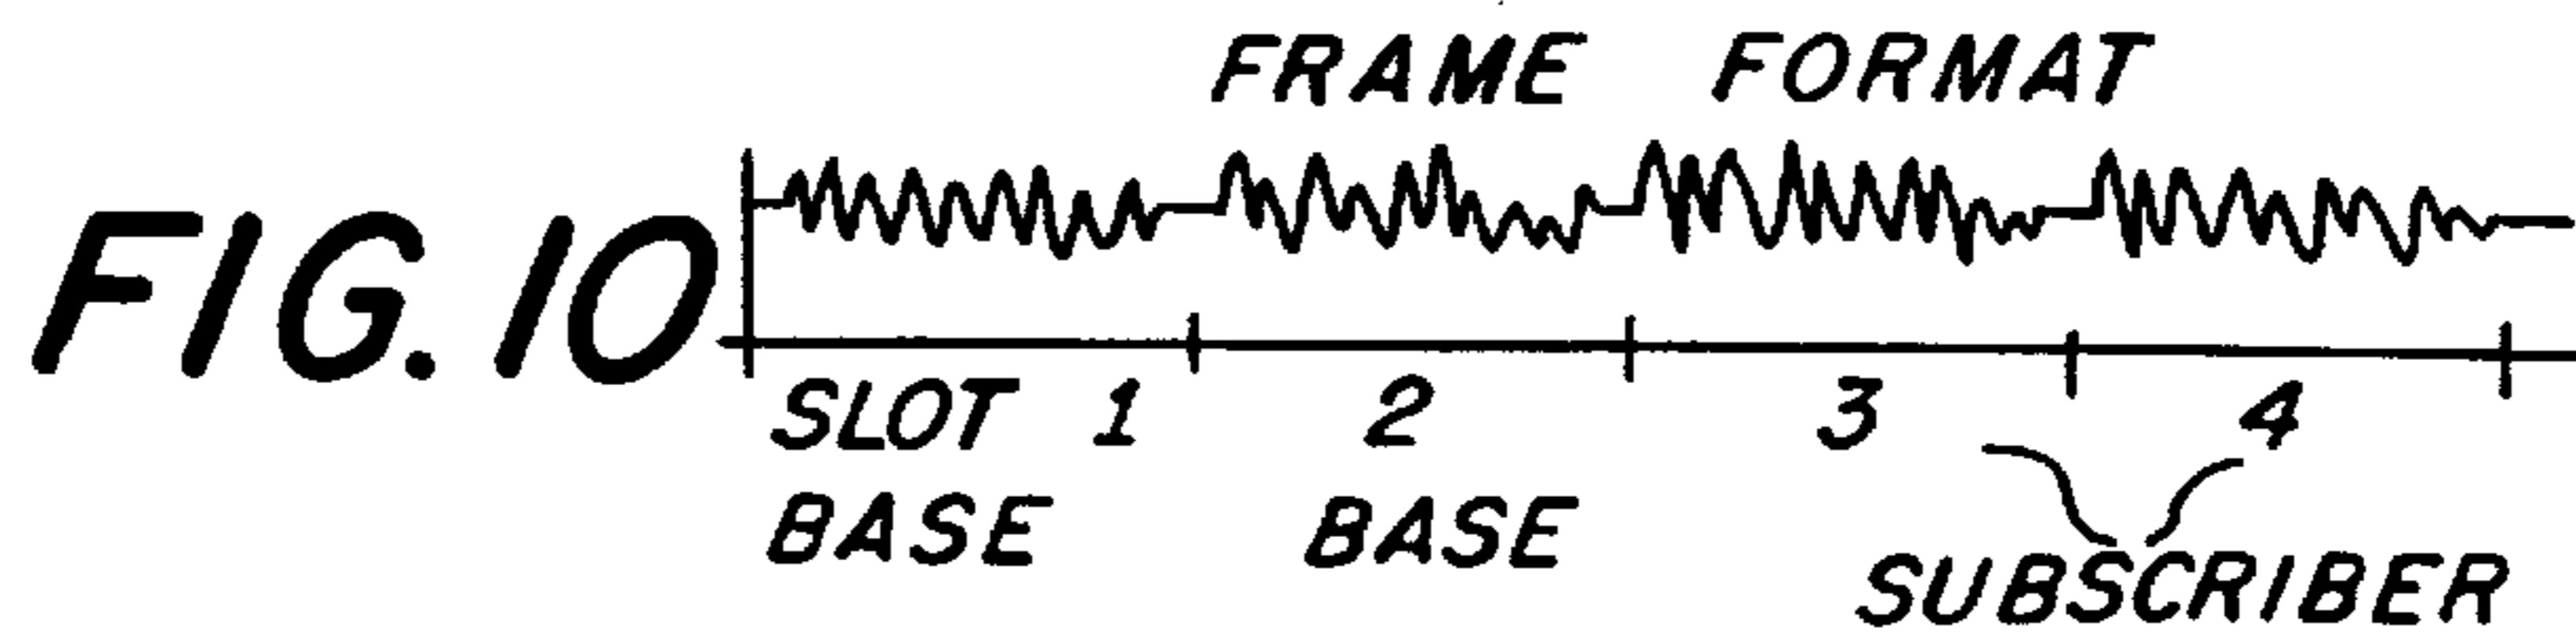 FRAME FORMAT
FIG. 10
SLOT 1 2 3 4
BASE BASE
SUBSCRIBER